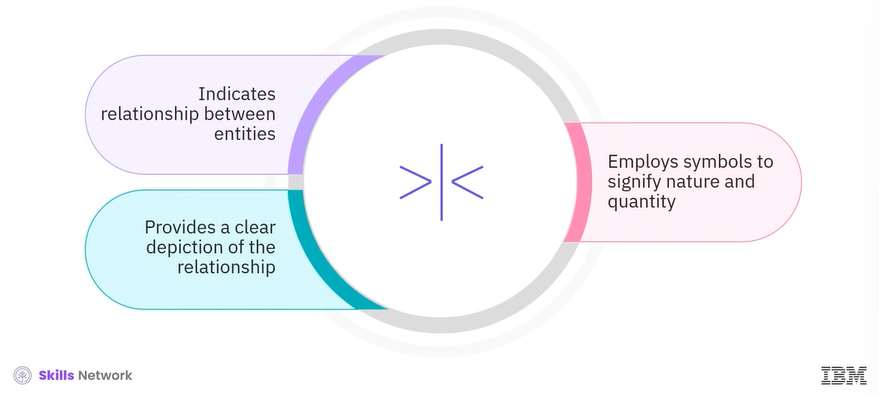 Indicates
relationship between
entities
Provides a clear
depiction of the
relationship
Employs symbols to
signify nature and
quantity
Skills Network
IBM